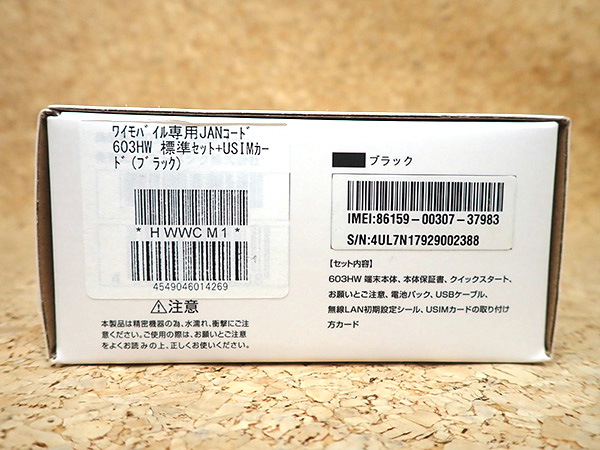 ﾜｲﾓﾊﾞｲﾙ専用JANｺｰﾄﾞ
603HW 標準ｾｯﾄ+USIMｶｰ
ﾄﾞ(ﾌﾞﾗｯｸ)
* HWWCM1 *
4549046014269
⚠注意
本製品は精密機器の為、水濡れ、衝撃にご注
意ください。ご使用の際は、お願いとご注意
をよくお読みの上、正しくお使いください。
ブラック
IMEI:86159-00307-37983
S/N:4UL7N17929002388
【セット内容】
603HW 端末本体、本体保証書、クイックスタート、
お願いとご注意、電池パック、USBケーブル、
無線LAN初期設定シール、USIMカードの取り付け
方カード